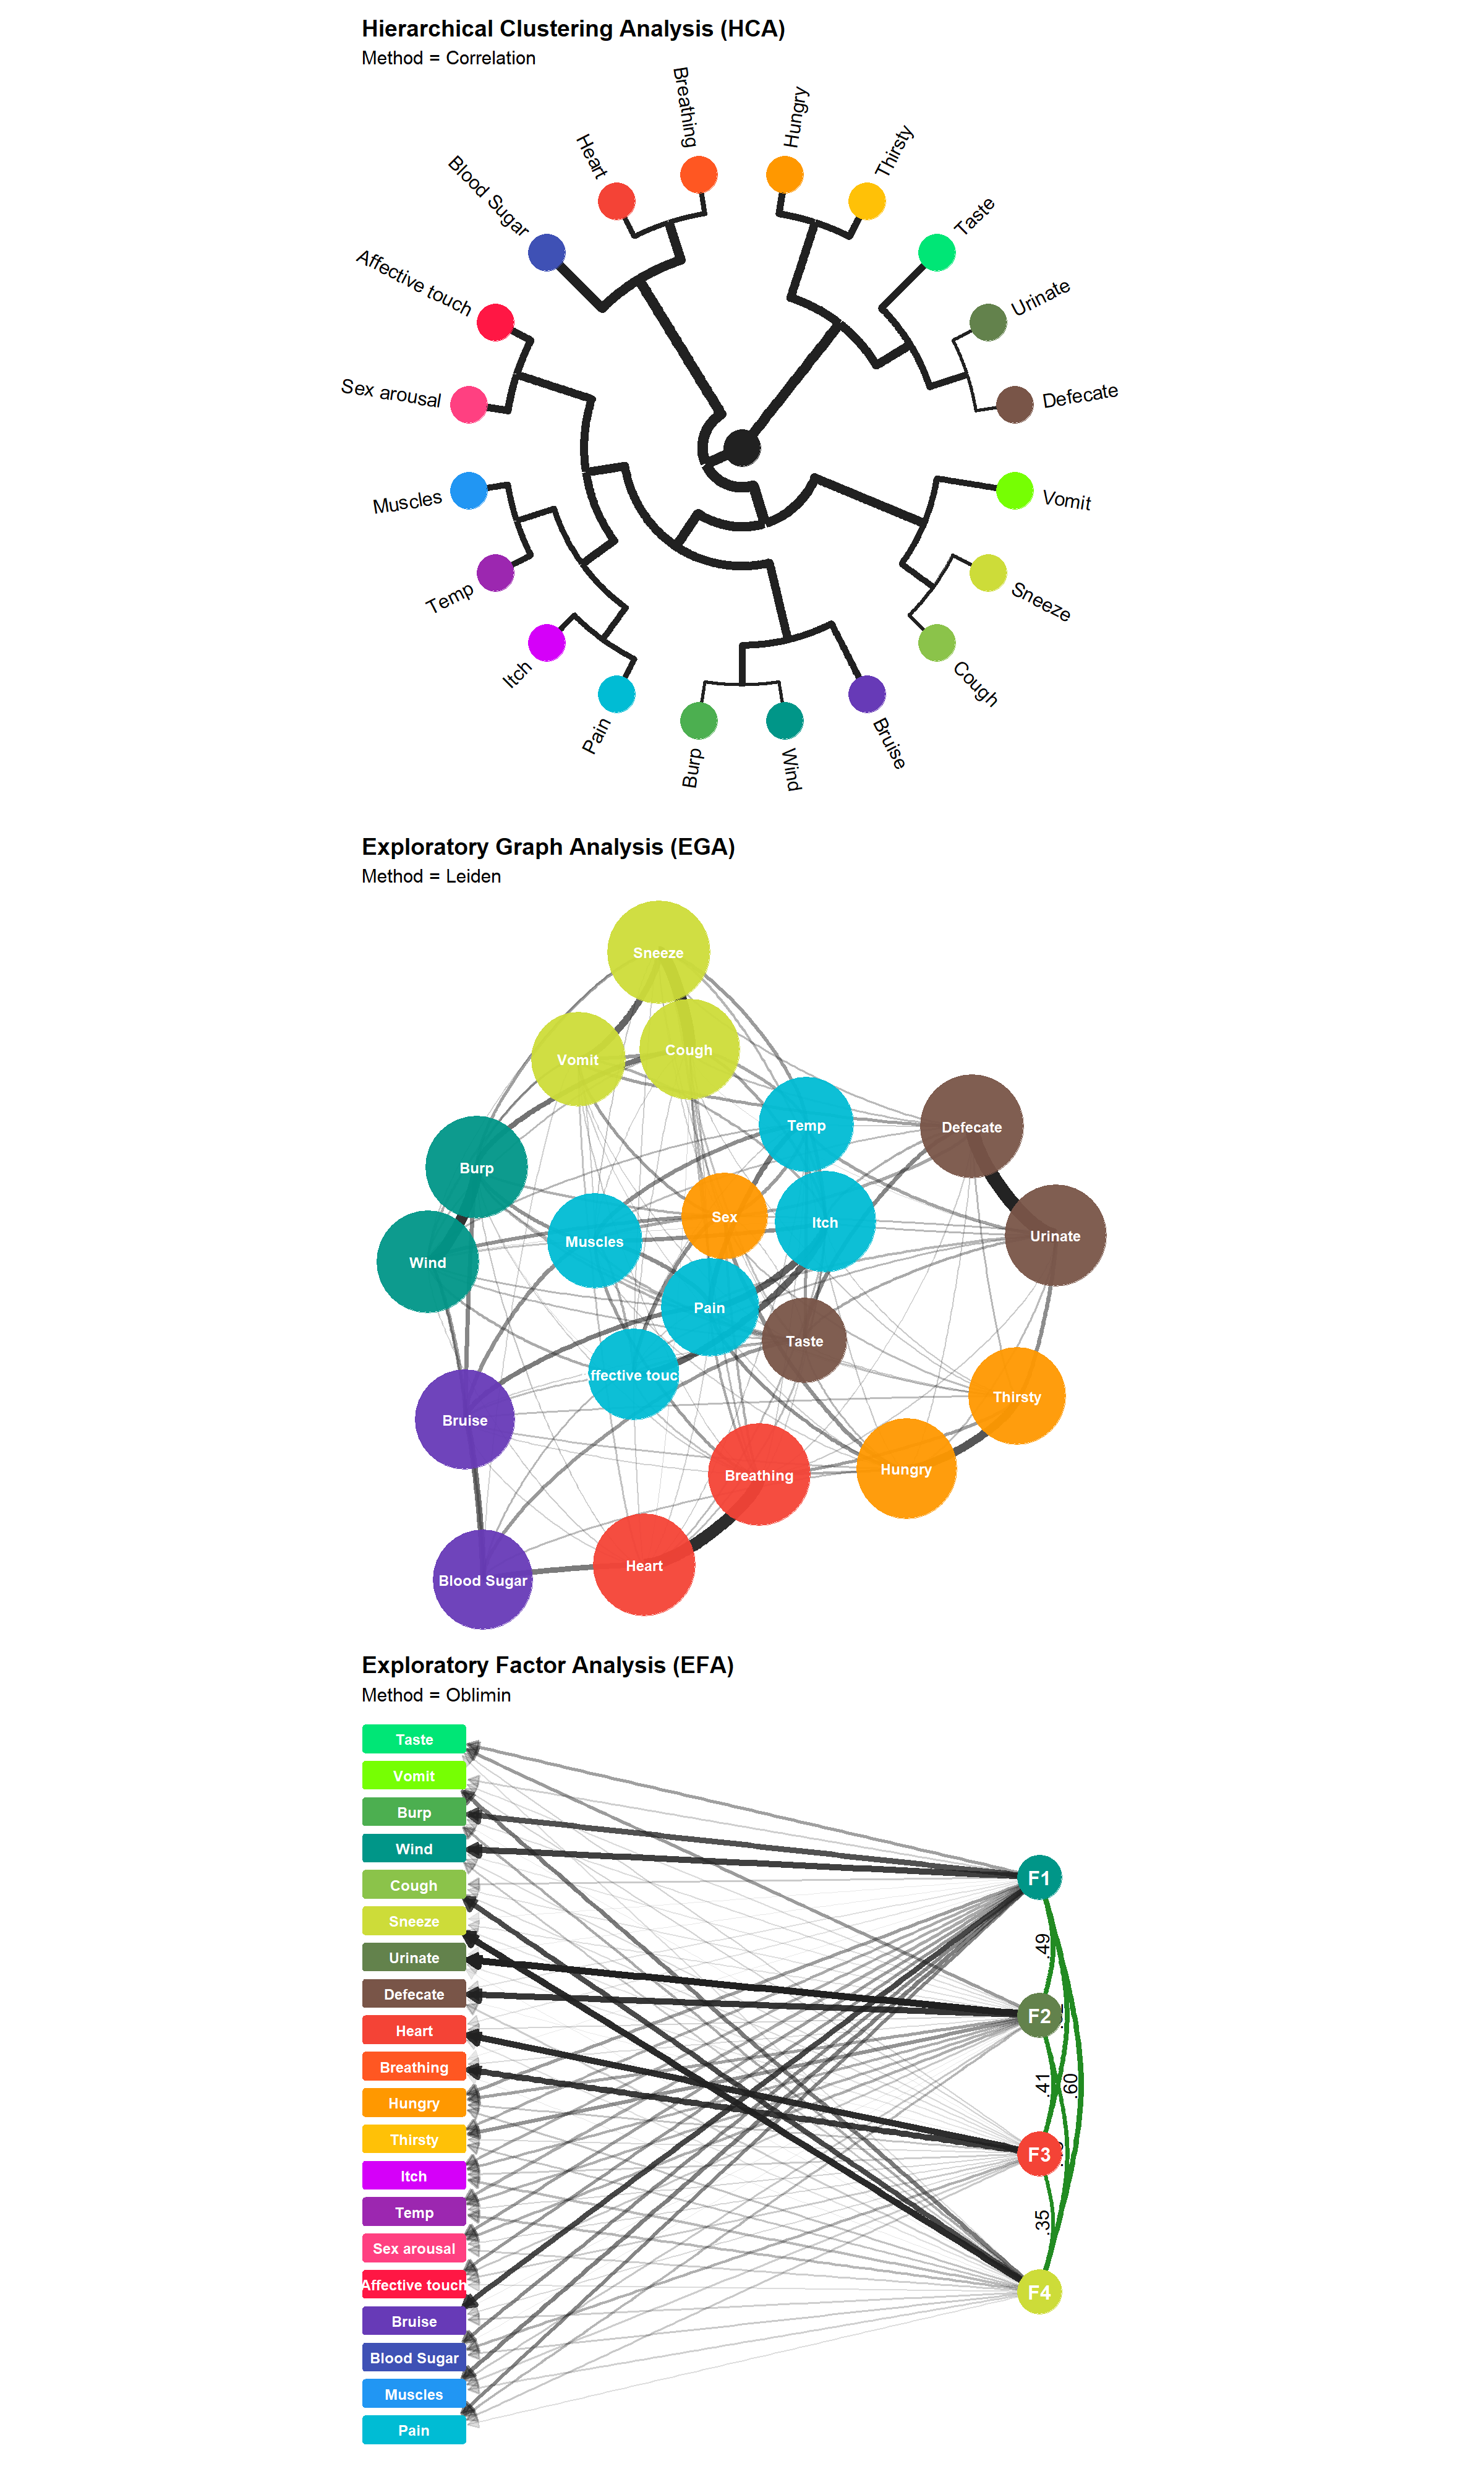 Hierarchical Clustering Analysis (HCA)
Method = Correlation
Breathing
Hungry
Heart
Thirsty
Blood Sugar
Taste
Affective touch
Urinate
Sex arousal
Defecate
Muscles
Vomit
Temp
Sneeze
Itch
Cough
Pain
Burp
Wind
Bruise
Exploratory Graph Analysis (EGA)
Method = Leiden
Sneeze
Cough
Vomit
Temp
Defecate
Burp
Sex
Itch
Urinate
Muscles
Wind
Pain
Taste
Affective touch
Thirsty
Bruise
Hungry
Breathing
Heart
Blood Sugar
Exploratory Factor Analysis (EFA)
Method = Oblimin
Taste
Vomit
Burp
Wind
Cough
Sneeze
Urinate
Defecate
Heart
Breathing
Hungry
Thirsty
Itch
Temp
Sex arousal
Affective touch
Bruise
Blood Sugar
Muscles
Pain
F1
.49
F2
.41
.60
F3
.35
F4